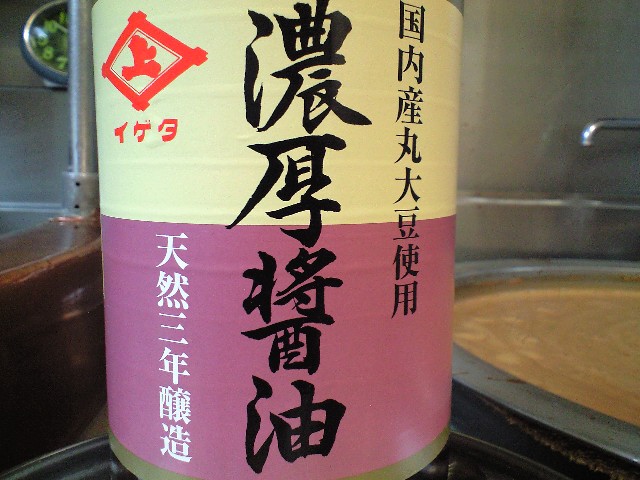 国内産丸大豆使用
濃厚醤油
上
イゲタ
天然三年醸造